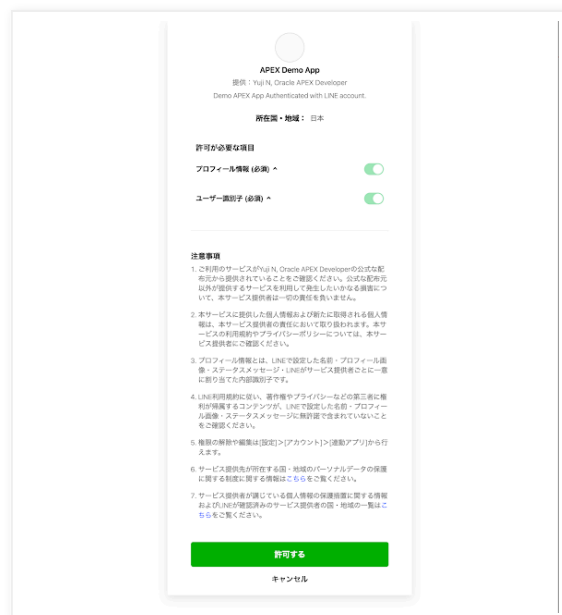 APEX Demo App
提供：Yuji N, Oracle APEX Developer
Demo APEX App Authenticated with LINE account.
所在国・地域： 日本
許可が必要な項目
プロフィール情報 (必須) ^
ユーザー識別子 (必須) ^
注意事項
1. ご利用のサービスがYuji N, Oracle APEX Developerの公式な配
布元から提供されていることをご確認ください。公式な配布元
以外が提供するサービスを利用して発生したいかなる損害につ
いて、本サービス提供者は一切の責任を負いません。
2. 本サービスに提供した個人情報および新たに取得される個人情
報は、本サービス提供者の責任において取り扱われます。本サ
ービスの利用規約やプライバシーポリシーについては、本サー
ビス提供者にご確認ください。
3. プロフィール情報とは、LINEで設定した名前・プロフィール画
像・ステータスメッセージ・LINEがサービス提供者ごとに一意
に割り当てた内部識別子です。
4. LINE利用規約に従い、著作権やプライバシーなどの第三者に権
利が帰属するコンテンツが、LINEで設定した名前・プロフィー
ル画像・ステータスメッセージに無許諾で含まれていないこと
をご確認ください。
5. 権限の解除や編集は[設定]＞[アカウント]＞[連動アプリ]から行
えます。
6. サービス提供先が所在する国・地域のパーソナルデータの保護
に関する制度に関する情報はこちらをご覧ください。
7. サービス提供者が講じている個人情報の保護措置に関する情報
およびLINEが確認済みのサービス提供者の国・地域の一覧はこ
ちらをご覧ください。
許可する
キャンセル